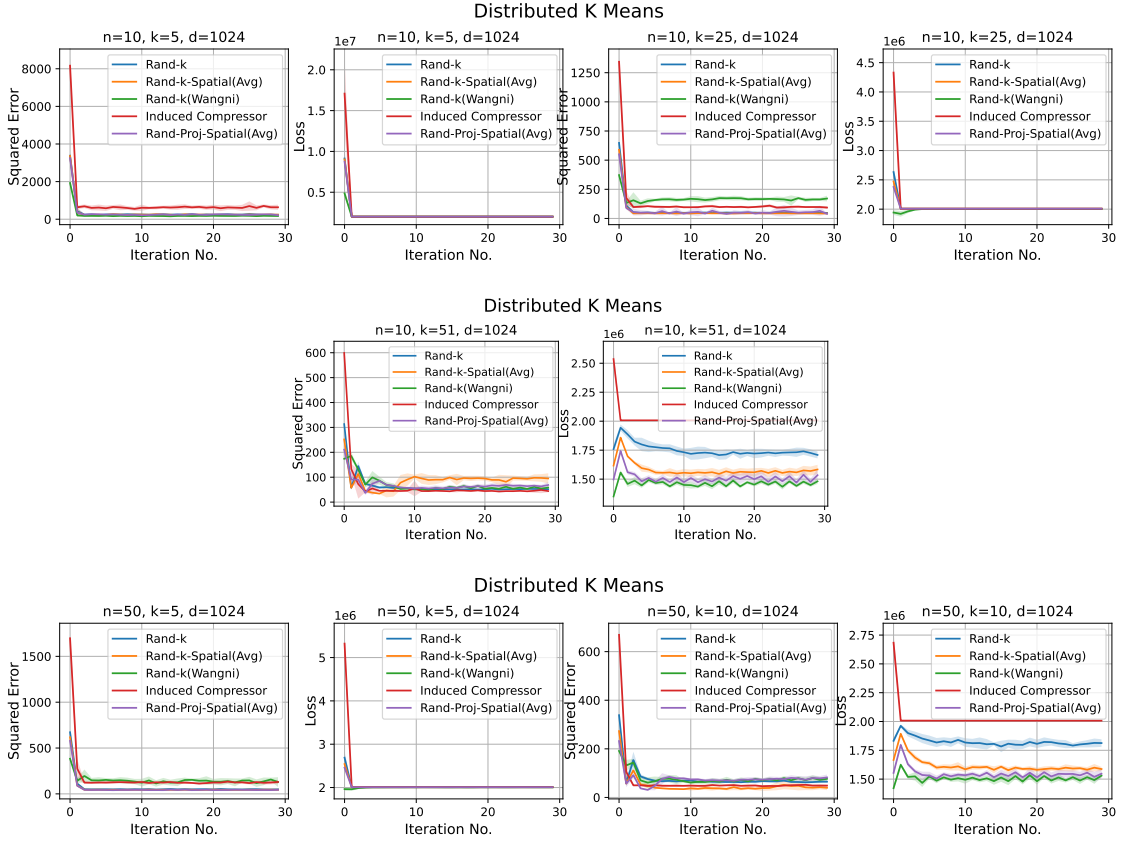 Distributed K Means
n=10, k=5, d=1024
Squared Error
8000
6000
4000
2000
0
0 10 20 30
Iteration No.
Rand-k
Rand-k-Spatial(Avg)
Rand-k(Wangni)
Induced Compressor
Rand-Proj-Spatial(Avg)
1e7
n=10, k=5, d=1024
Loss
2.0
1.5
1.0
0.5
0 10 20 30
Iteration No.
Rand-k
Rand-k-Spatial(Avg)
Rand-k(Wangni)
Induced Compressor
Rand-Proj-Spatial(Avg)
n=10, k=25, d=1024
Squared Error
1250
1000
750
500
250
0
0 10 20 30
Iteration No.
Rand-k
Rand-k-Spatial(Avg)
Rand-k(Wangni)
Induced Compressor
Rand-Proj-Spatial(Avg)
1e6
n=10, k=25, d=1024
Loss
4.5
4.0
3.5
3.0
2.5
2.0
0 10 20 30
Iteration No.
Rand-k
Rand-k-Spatial(Avg)
Rand-k(Wangni)
Induced Compressor
Rand-Proj-Spatial(Avg)
Distributed K Means
n=10, k=51, d=1024
Squared Error
600
500
400
300
200
100
0
0 10 20 30
Iteration No.
Rand-k
Rand-k-Spatial(Avg)
Rand-k(Wangni)
Induced Compressor
Rand-Proj-Spatial(Avg)
1e6
n=10, k=51, d=1024
Loss
2.50
2.25
2.00
1.75
1.50
0 10 20 30
Iteration No.
Rand-k
Rand-k-Spatial(Avg)
Rand-k(Wangni)
Induced Compressor
Rand-Proj-Spatial(Avg)
Distributed K Means
n=50, k=5, d=1024
Squared Error
1500
1000
500
0
0 10 20 30
Iteration No.
Rand-k
Rand-k-Spatial(Avg)
Rand-k(Wangni)
Induced Compressor
Rand-Proj-Spatial(Avg)
1e6
n=50, k=5, d=1024
Loss
5
4
3
2
0 10 20 30
Iteration No.
Rand-k
Rand-k-Spatial(Avg)
Rand-k(Wangni)
Induced Compressor
Rand-Proj-Spatial(Avg)
n=50, k=10, d=1024
Squared Error
600
400
200
0
0 10 20 30
Iteration No.
Rand-k
Rand-k-Spatial(Avg)
Rand-k(Wangni)
Induced Compressor
Rand-Proj-Spatial(Avg)
1e6
n=50, k=10, d=1024
Loss
2.75
2.50
2.25
2.00
1.75
1.50
0 10 20 30
Iteration No.
Rand-k
Rand-k-Spatial(Avg)
Rand-k(Wangni)
Induced Compressor
Rand-Proj-Spatial(Avg)